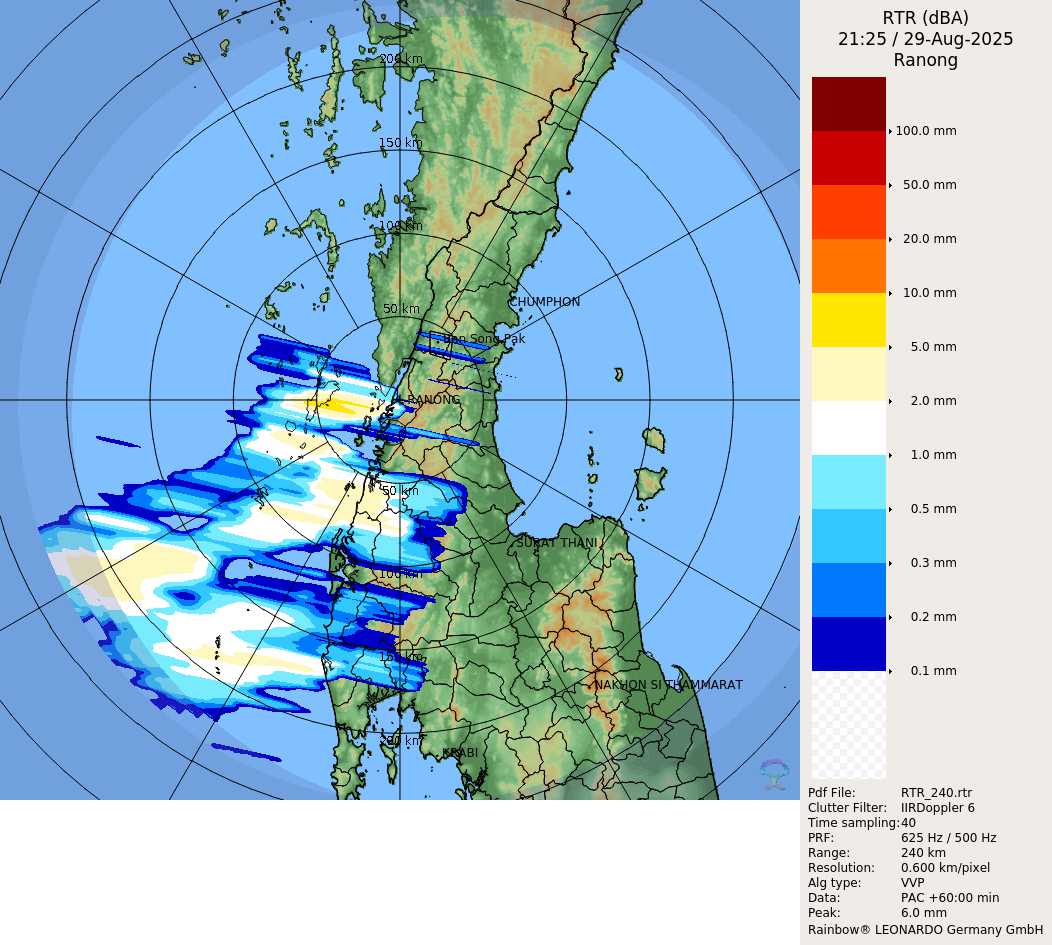 RTR (dBA)
21:25 / 29-Aug-2025
Ranong
200 km
150 km
100 km
50 km
CHUMPHON
Ban Song Pak
RANONG
50 km
SURAT THANI
100 km
150 km
NAKHON SI THAMMARAT
200 km
KRABI
100.0 mm
50.0 mm
20.0 mm
10.0 mm
5.0 mm
2.0 mm
1.0 mm
0.5 mm
0.3 mm
0.2 mm
0.1 mm
Pdf File: RTR_240.rtr
Clutter Filter: IIRDoppler 6
Time sampling: 40
PRF: 625 Hz / 500 Hz
Range: 240 km
Resolution: 0.600 km/pixel
Alg type: VVP
Data: PAC +60:00 min
Peak: 6.0 mm
Rainbow® LEONARDO Germany GmbH